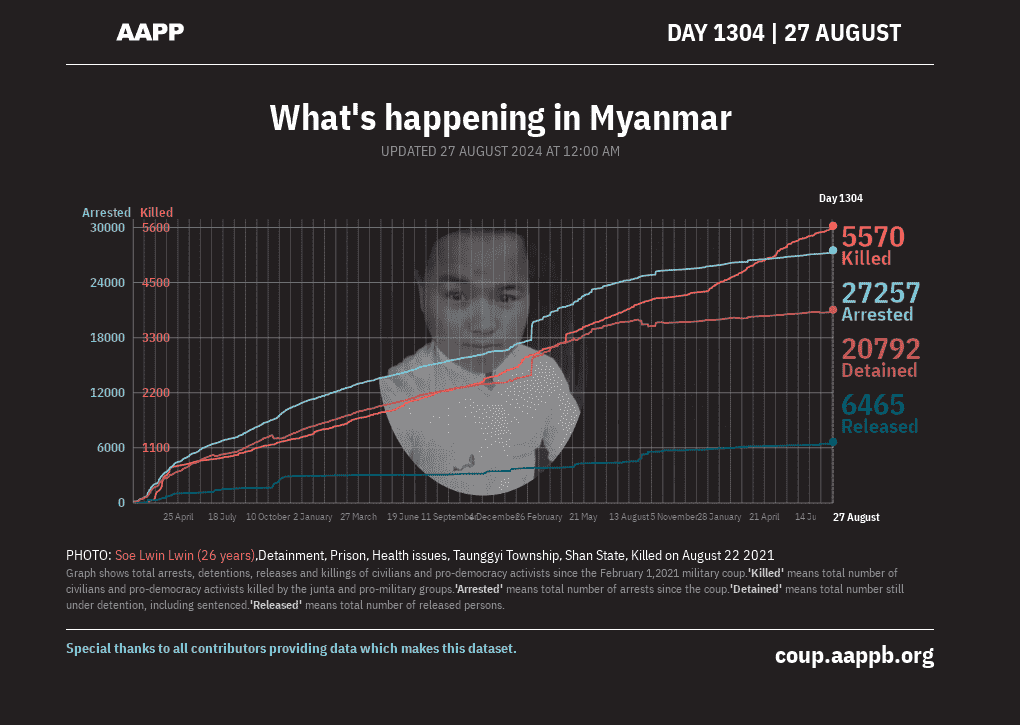 AAPP
DAY 1304 | 27 AUGUST
What's happening in Myanmar
UPDATED 27 AUGUST 2024 AT 12:00 AM
Day 1304
Arrested Killed
30000 5600
24000 4500
18000 3300
12000 2200
6000 1100
0
5570
Killed
27257
Arrested
20792
Detained
6465
Released
25 April 18 July 10 October 2 January 27 March 19 June 11 September 4 December 26 February 21 May 13 August 5 November 28 January 21 April 14 Ju 27 August
PHOTO: Soe Lwin Lwin (26 years),Detainment, Prison, Health issues, Taunggyi Township, Shan State, Killed on August 22 2021
Graph shows total arrests, detentions, releases and killings of civilians and pro-democracy activists since the February 1,2021 military coup.'Killed' means total number of
civilians and pro-democracy activists killed by the junta and pro-military groups.'Arrested' means total number of arrests since the coup.'Detained' means total number still
under detention, including sentenced.'Released' means total number of released persons.
Special thanks to all contributors providing data which makes this dataset.
coup.aappb.org